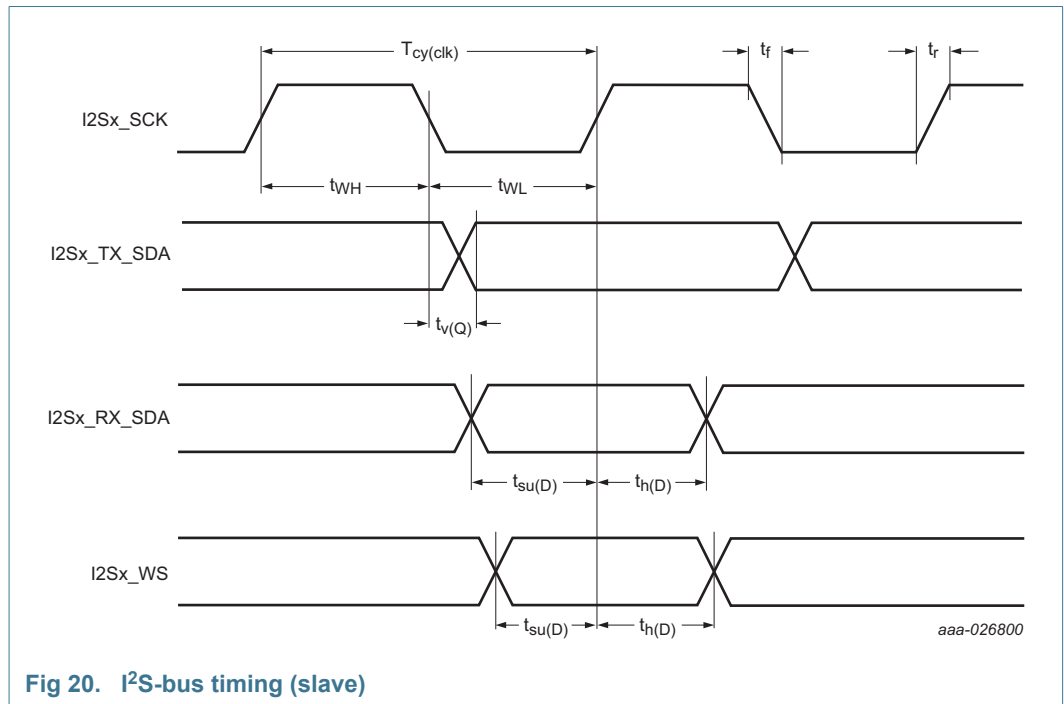 Tcy(clk)
tf
tr
I2Sx_SCK
tWH
tWL
I2Sx_TX_SDA
tv(Q)
I2Sx_RX_SDA
tsu(D)
th(D)
I2Sx_WS
tsu(D)
th(D)
aaa-026800
Fig 20. I²S-bus timing (slave)